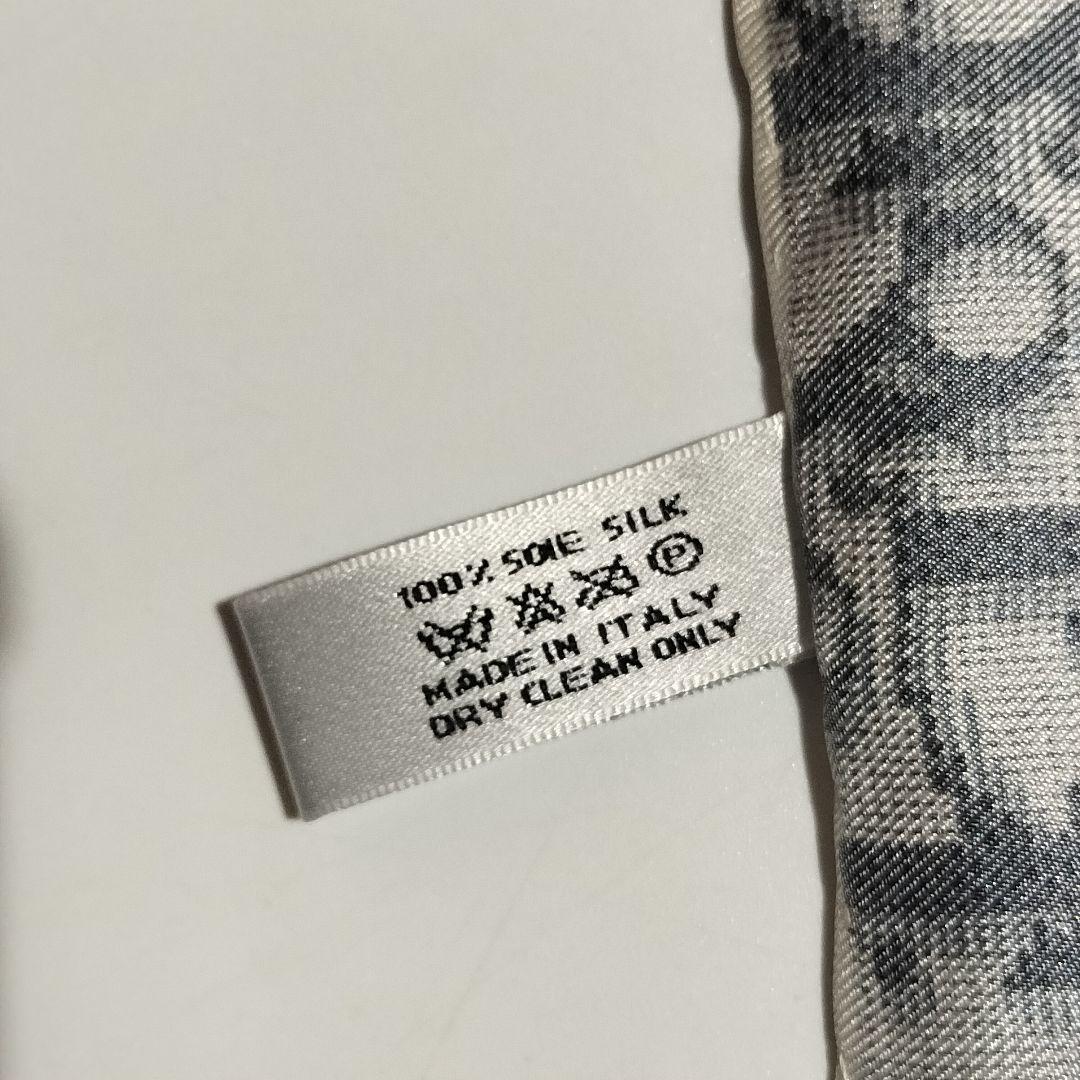 100% SOIE SILK
P
MADE IN ITALY
DRY CLEAN ONLY